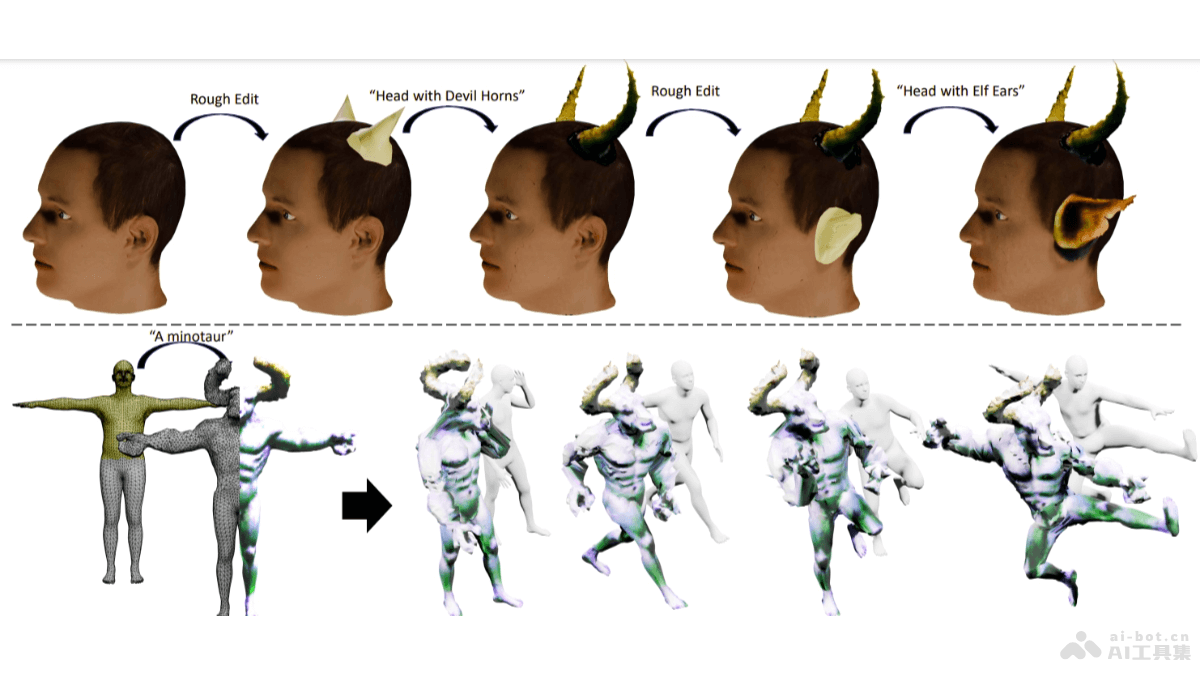 Rough Edit
“Head with Devil Horns”
Rough Edit
“Head with Elf Ears”
“A minotaur”
ai-bot.cn
AI工具集